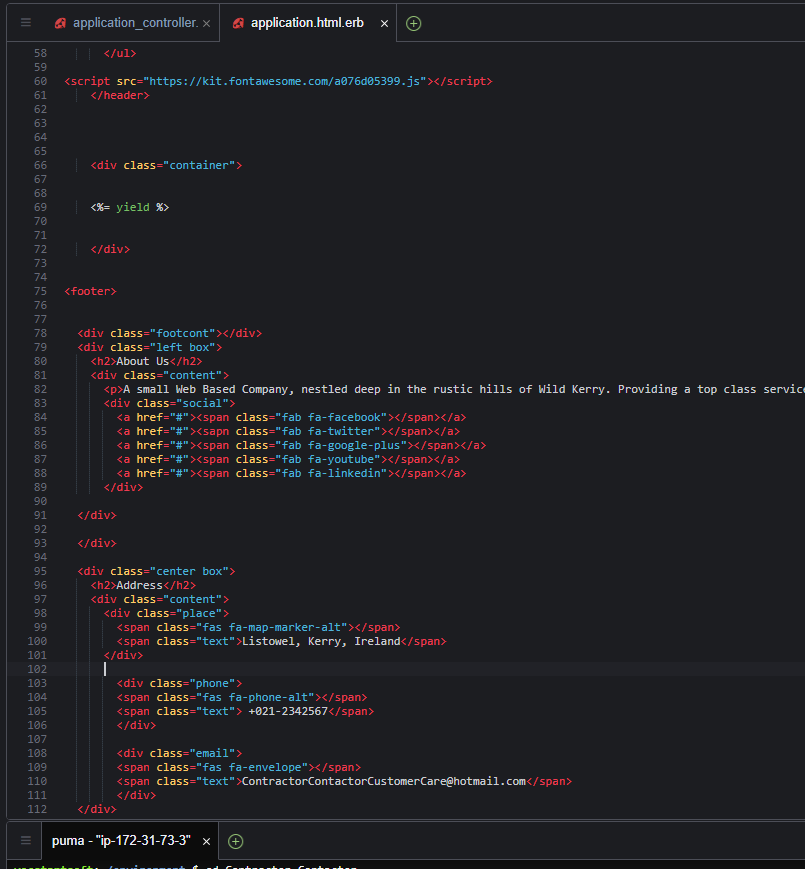 application_controller. ×
application.html.erb ×
58 </ul>
59
60 <script src="https://kit.fontawesome.com/a076d05399.js"></script>
61 </header>
62
63
64
65
66 <div class="container">
67
68
69 <%= yield %>
70
71
72 </div>
73
74
75 <footer>
76
77
78 <div class="footcont"></div>
79 <div class="left box">
80 <h2>About Us</h2>
81 <div class="content">
82 <p>A small Web Based Company, nestled deep in the rustic hills of Wild Kerry. Providing a top class service
83 <div class="social">
84 <a href="#"><span class="fab fa-facebook"></span></a>
85 <a href="#"><sapn class="fab fa-twitter"></span></a>
86 <a href="#"><span class="fab fa-google-plus"></span></a>
87 <a href="#"><span class="fab fa-youtube"></span></a>
88 <a href="#"><span class="fab fa-linkedin"></span></a>
89 </div>
90
91 </div>
92
93 </div>
94
95 <div class="center box">
96 <h2>Address</h2>
97 <div class="content">
98 <div class="place">
99 <span class="fas fa-map-marker-alt"></span>
100 <span class="text">Listowel, Kerry, Ireland</span>
101 </div>
102
103 <div class="phone">
104 <span class="fas fa-phone-alt"></span>
105 <span class="text"> +021-2342567</span>
106 </div>
107
108 <div class="email">
109 <span class="fas fa-envelope"></span>
110 <span class="text">ContractorContactorCustomerCare@hotmail.com</span>
111 </div>
112 </div>
puma - "ip-172-31-73-3" ×